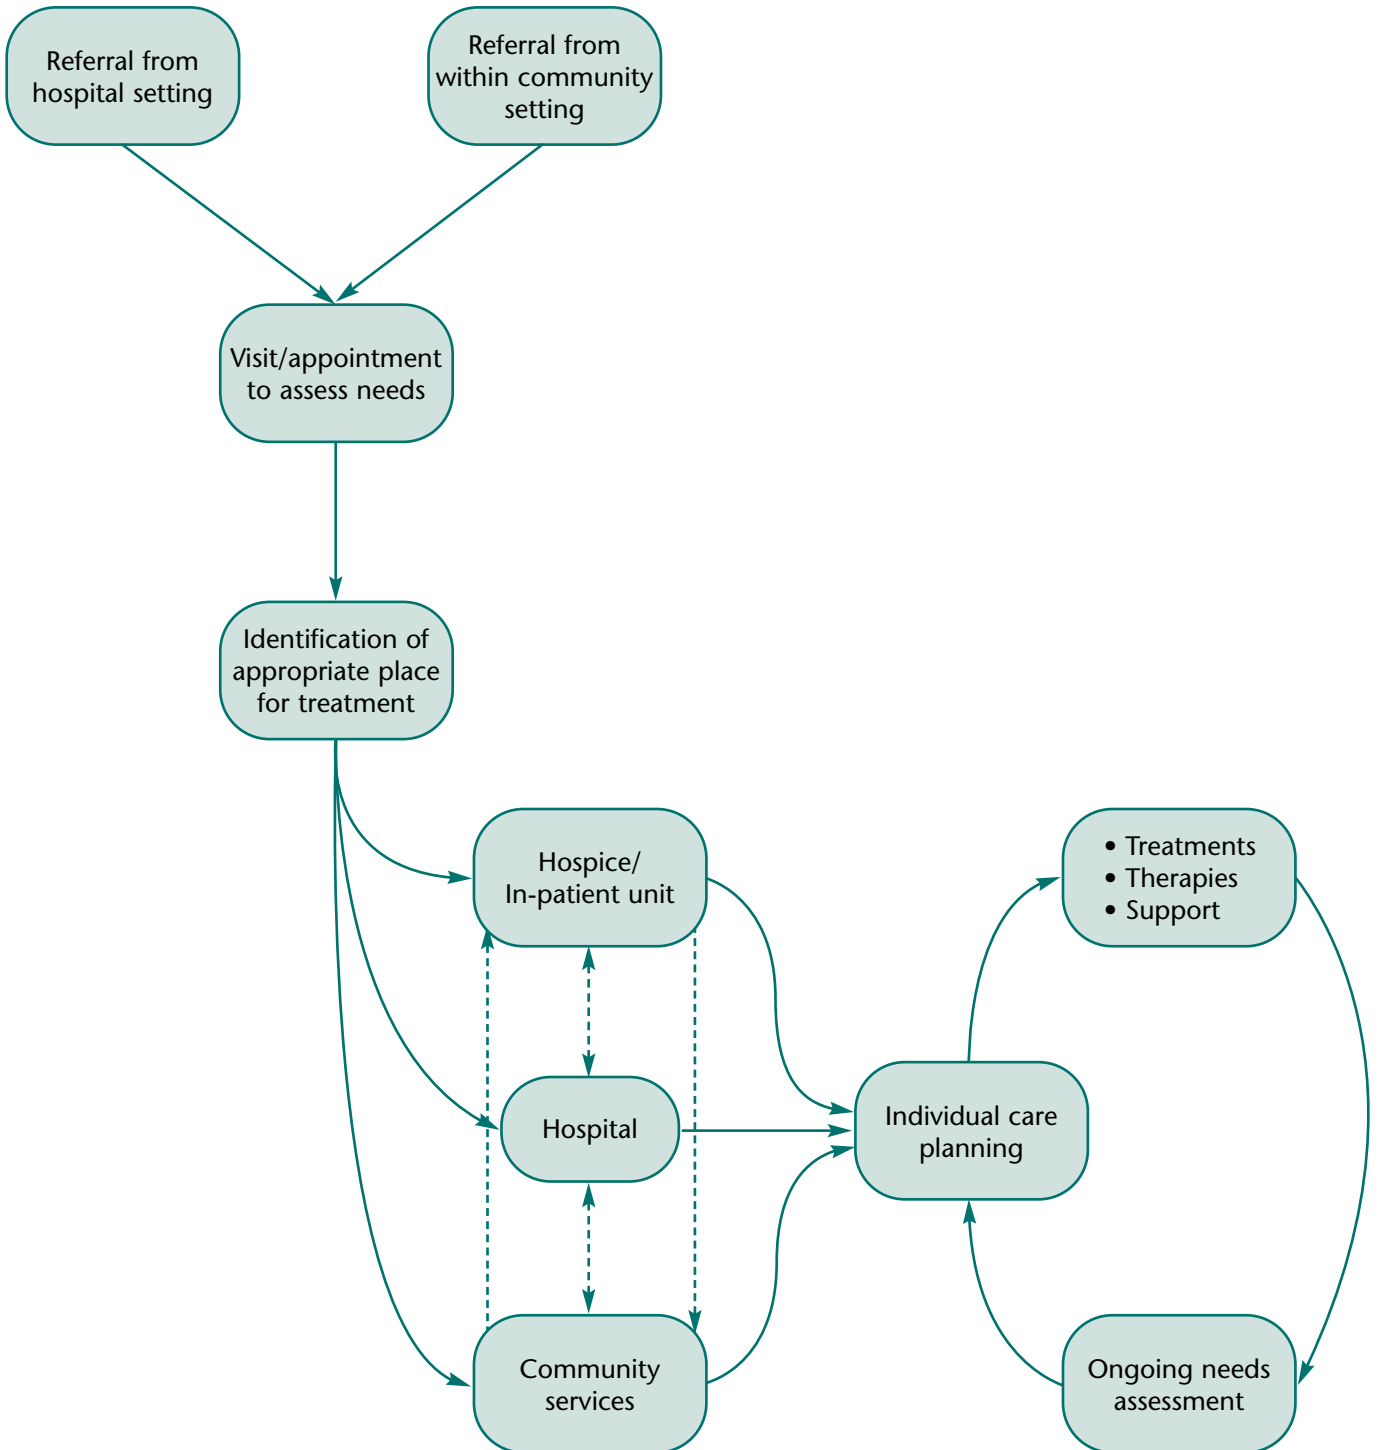 Referral from
hospital setting
Referral from
within community
setting
Visit/appointment
to assess needs
Identification of
appropriate place
for treatment
Hospice/
In-patient unit
• Treatments
• Therapies
• Support
Hospital
Individual care
planning
Community
services
Ongoing needs
assessment